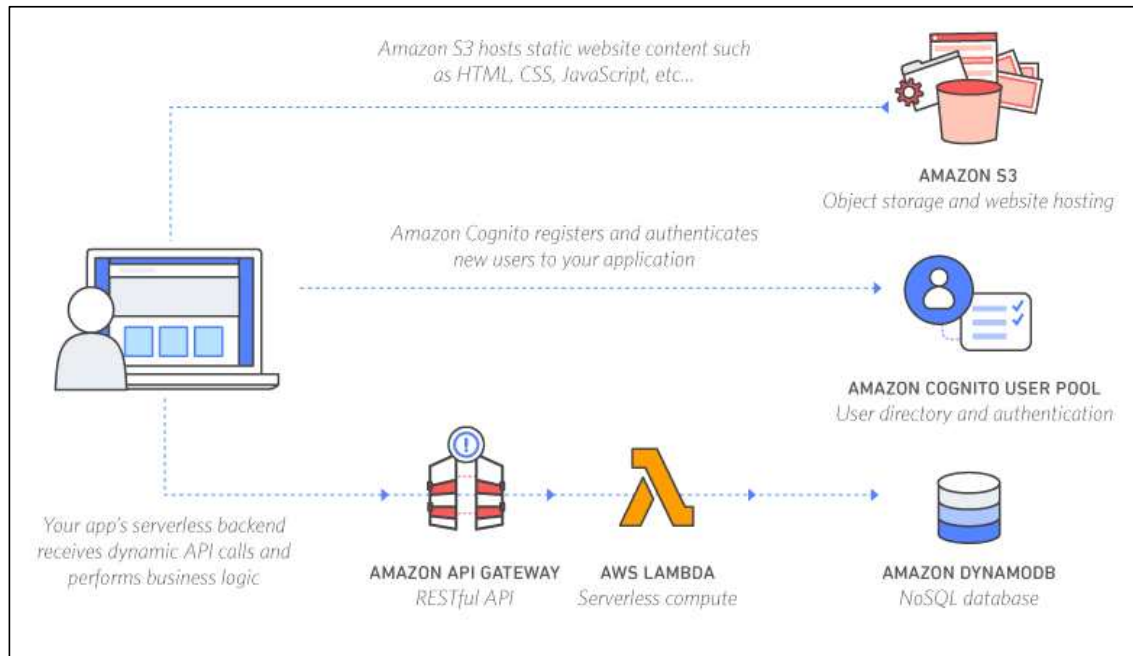 Amazon S3 hosts static website content such
as HTML, CSS, JavaScript, etc...
AMAZON S3
Object storage and website hosting
Amazon Cognito registers and authenticates
new users to your application
AMAZON COGNITO USER POOL
User directory and authentication
Your app's serverless backend
receives dynamic API calls and
performs business logic
AMAZON API GATEWAY
RESTful API
AWS LAMBDA
Serverless compute
AMAZON DYNAMODB
NoSQL database